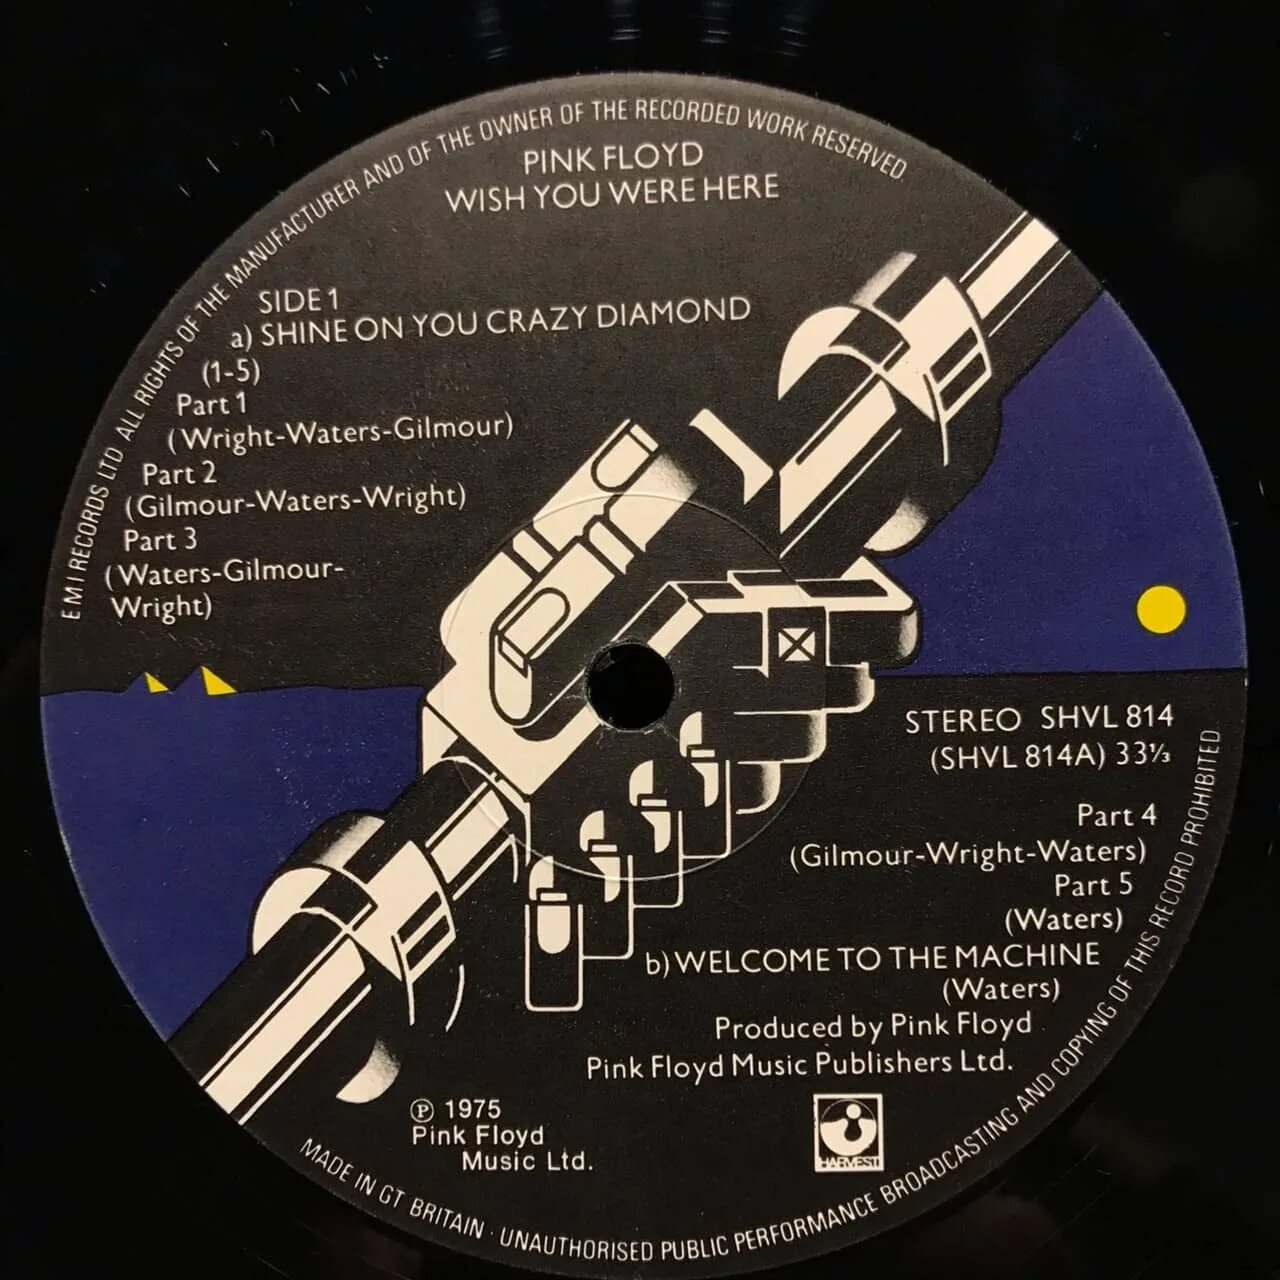 E M I RECORDS LTD ALL RIGHTS OF THE MANUFACTURER AND OF THE OWNER OF THE RECORDED WORK RESERVED
PINK FLOYD
WISH YOU WERE HERE
SIDE 1
a) SHINE ON YOU CRAZY DIAMOND
(1-5)
Part 1
(Wright-Waters-Gilmour)
Part 2
(Gilmour-Waters-Wright)
Part 3
(Waters-Gilmour-
Wright)
STEREO SHVL 814
(SHVL 814A) 33⅓
Part 4
(Gilmour-Wright-Waters)
Part 5
(Waters)
b) WELCOME TO THE MACHINE
(Waters)
Produced by Pink Floyd
Pink Floyd Music Publishers Ltd.
℗ 1975
Pink Floyd
Music Ltd.
HARVEST
MADE IN GT BRITAIN · UNAUTHORISED PUBLIC PERFORMANCE BROADCASTING AND COPYING OF THIS RECORD PROHIBITED